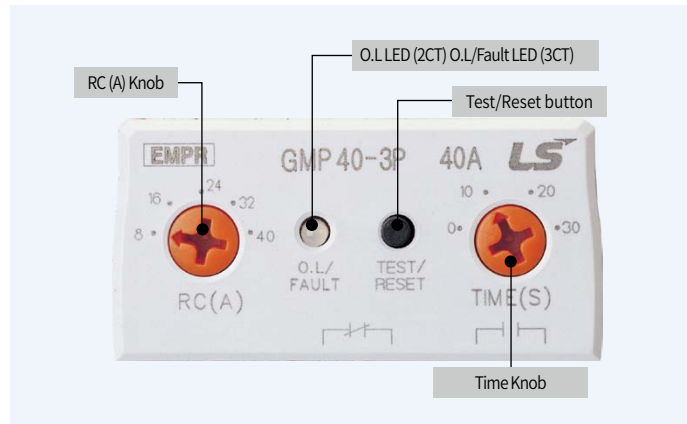 O.L LED (2CT) O.L/Fault LED (3CT)
RC (A) Knob
Test/Reset button
EMPR
GMP 40-3P
40A
LS
8
16
24
32
40
RC(A)
O.L/
FAULT
TEST/
RESET
0
10
20
30
TIME(S)
Time Knob